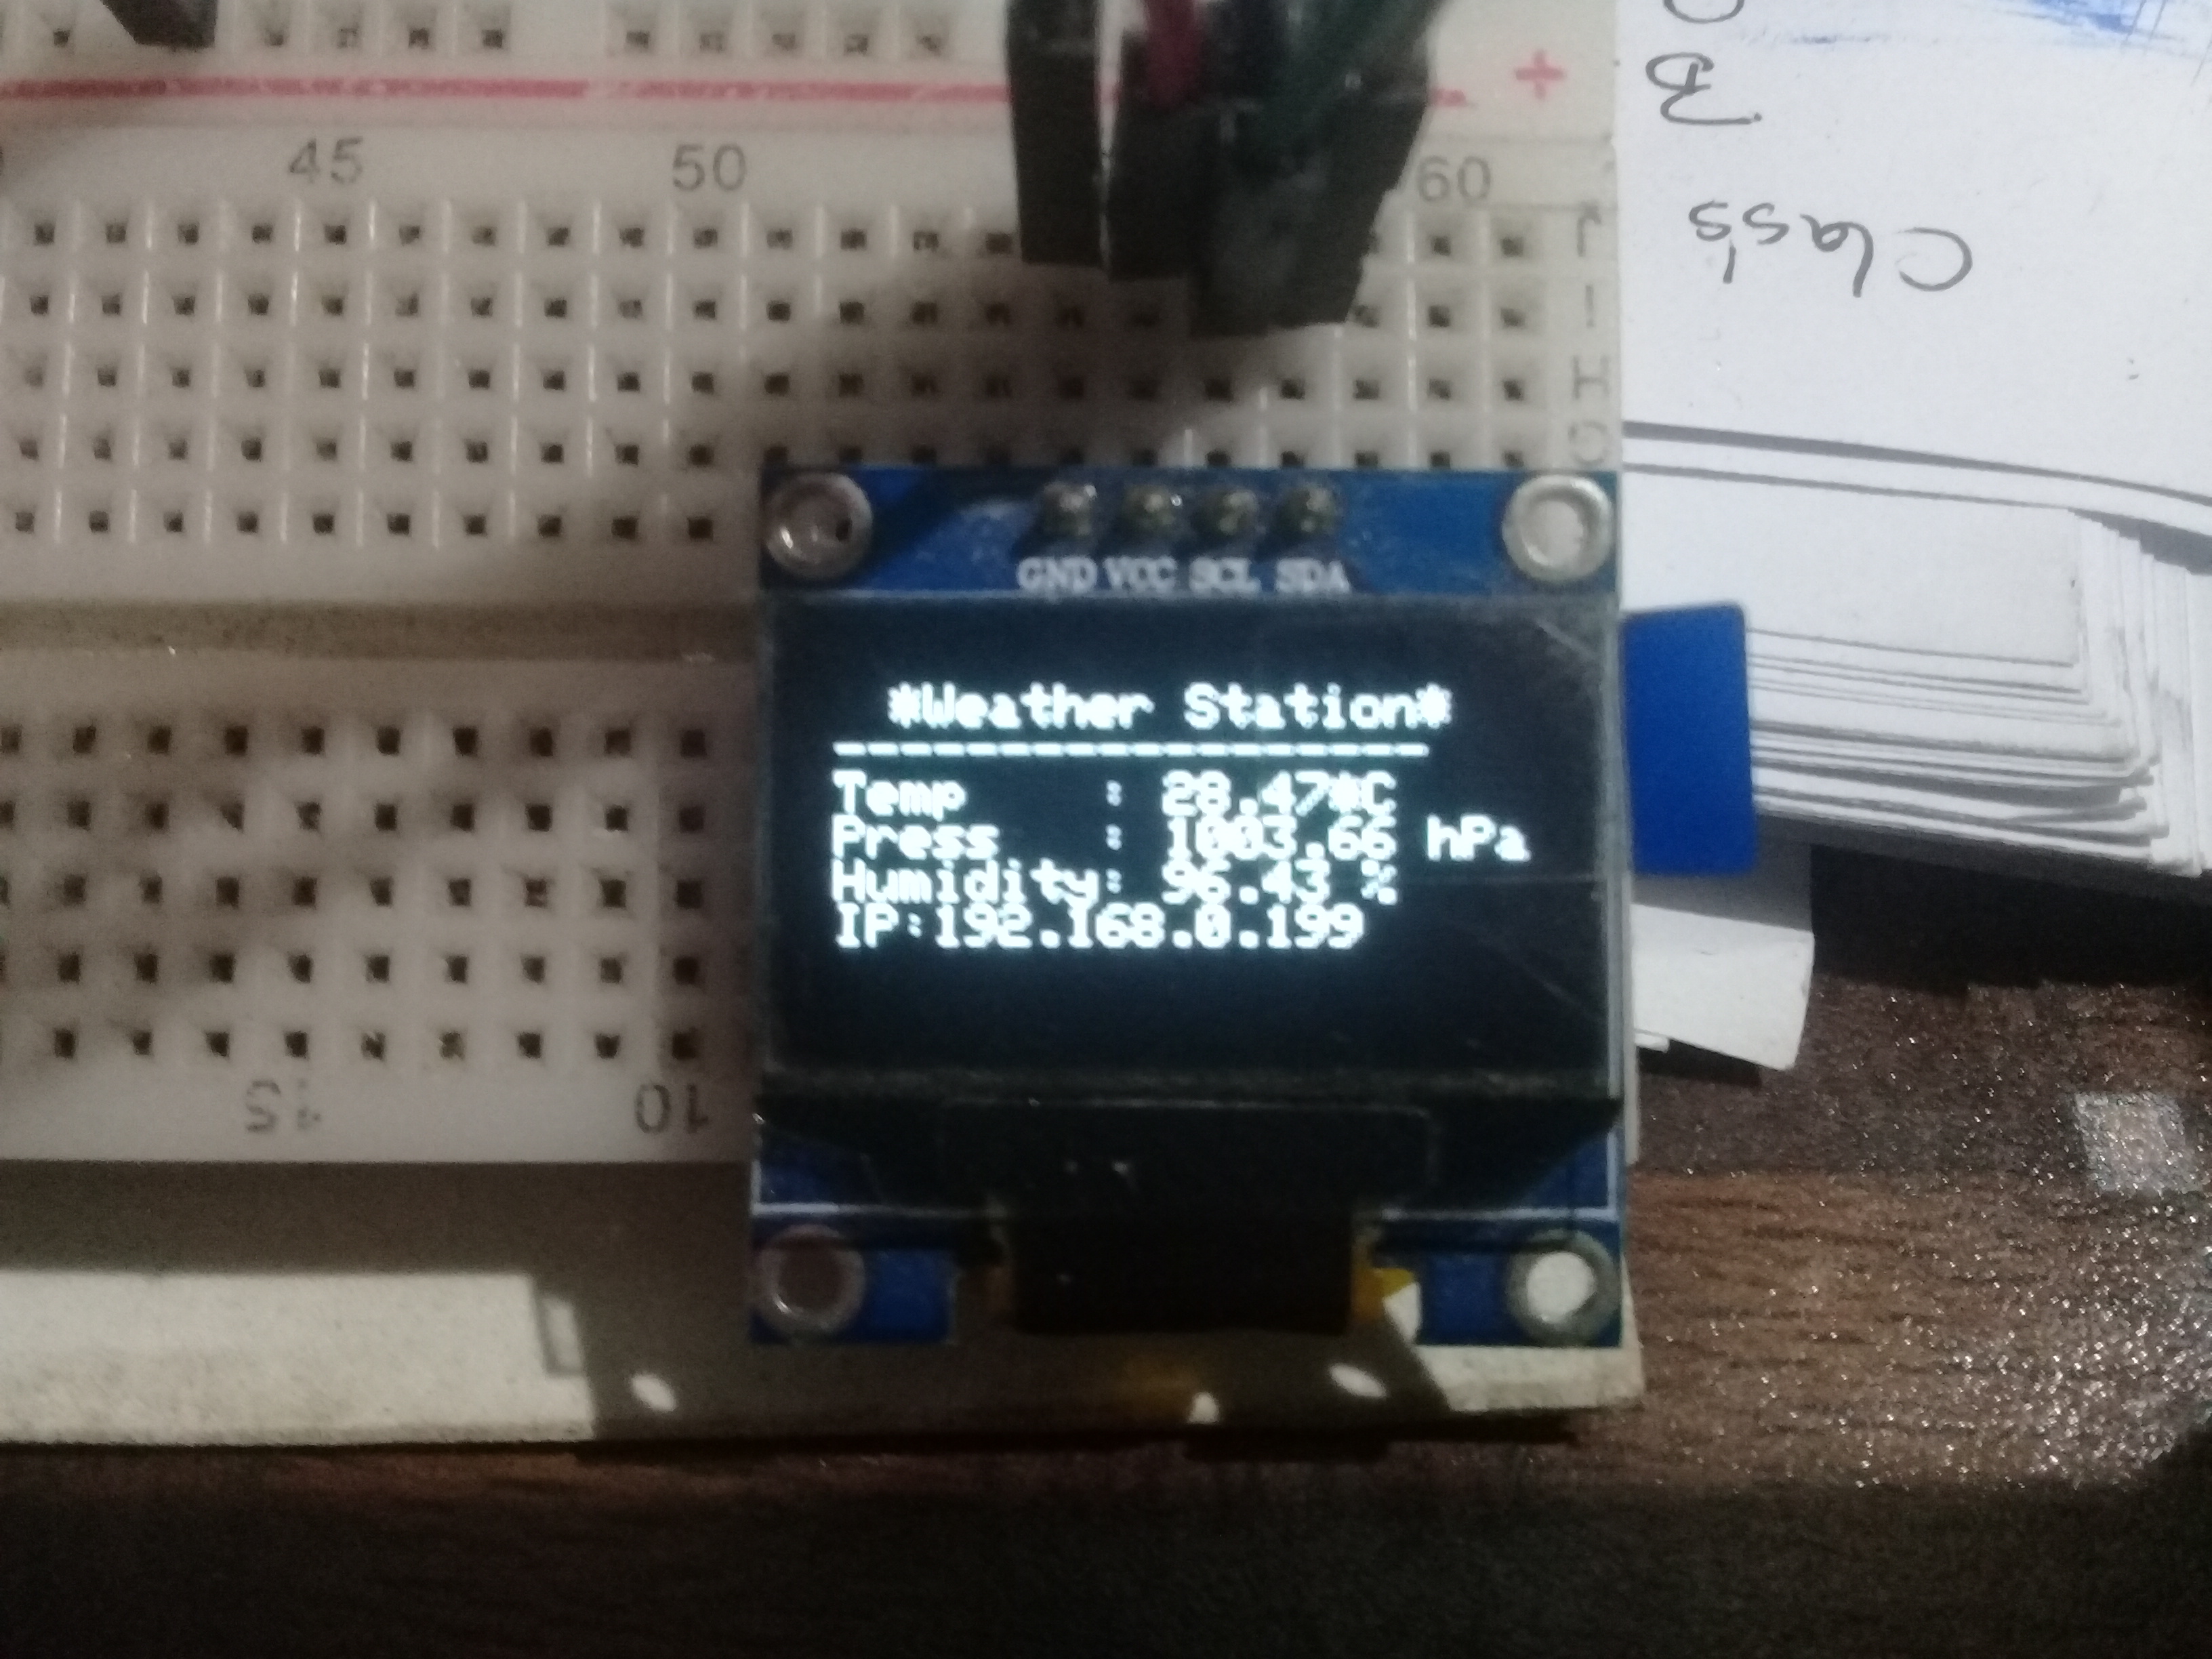 +
45 50 60
J
I
H
G
GND VCC SCL SDA
*Weather Station*
------------------
Temp : 28.47*C
Press : 1003.66 hPa
Humidity: 96.43 %
IP:192.168.0.199
15 10
Class
B